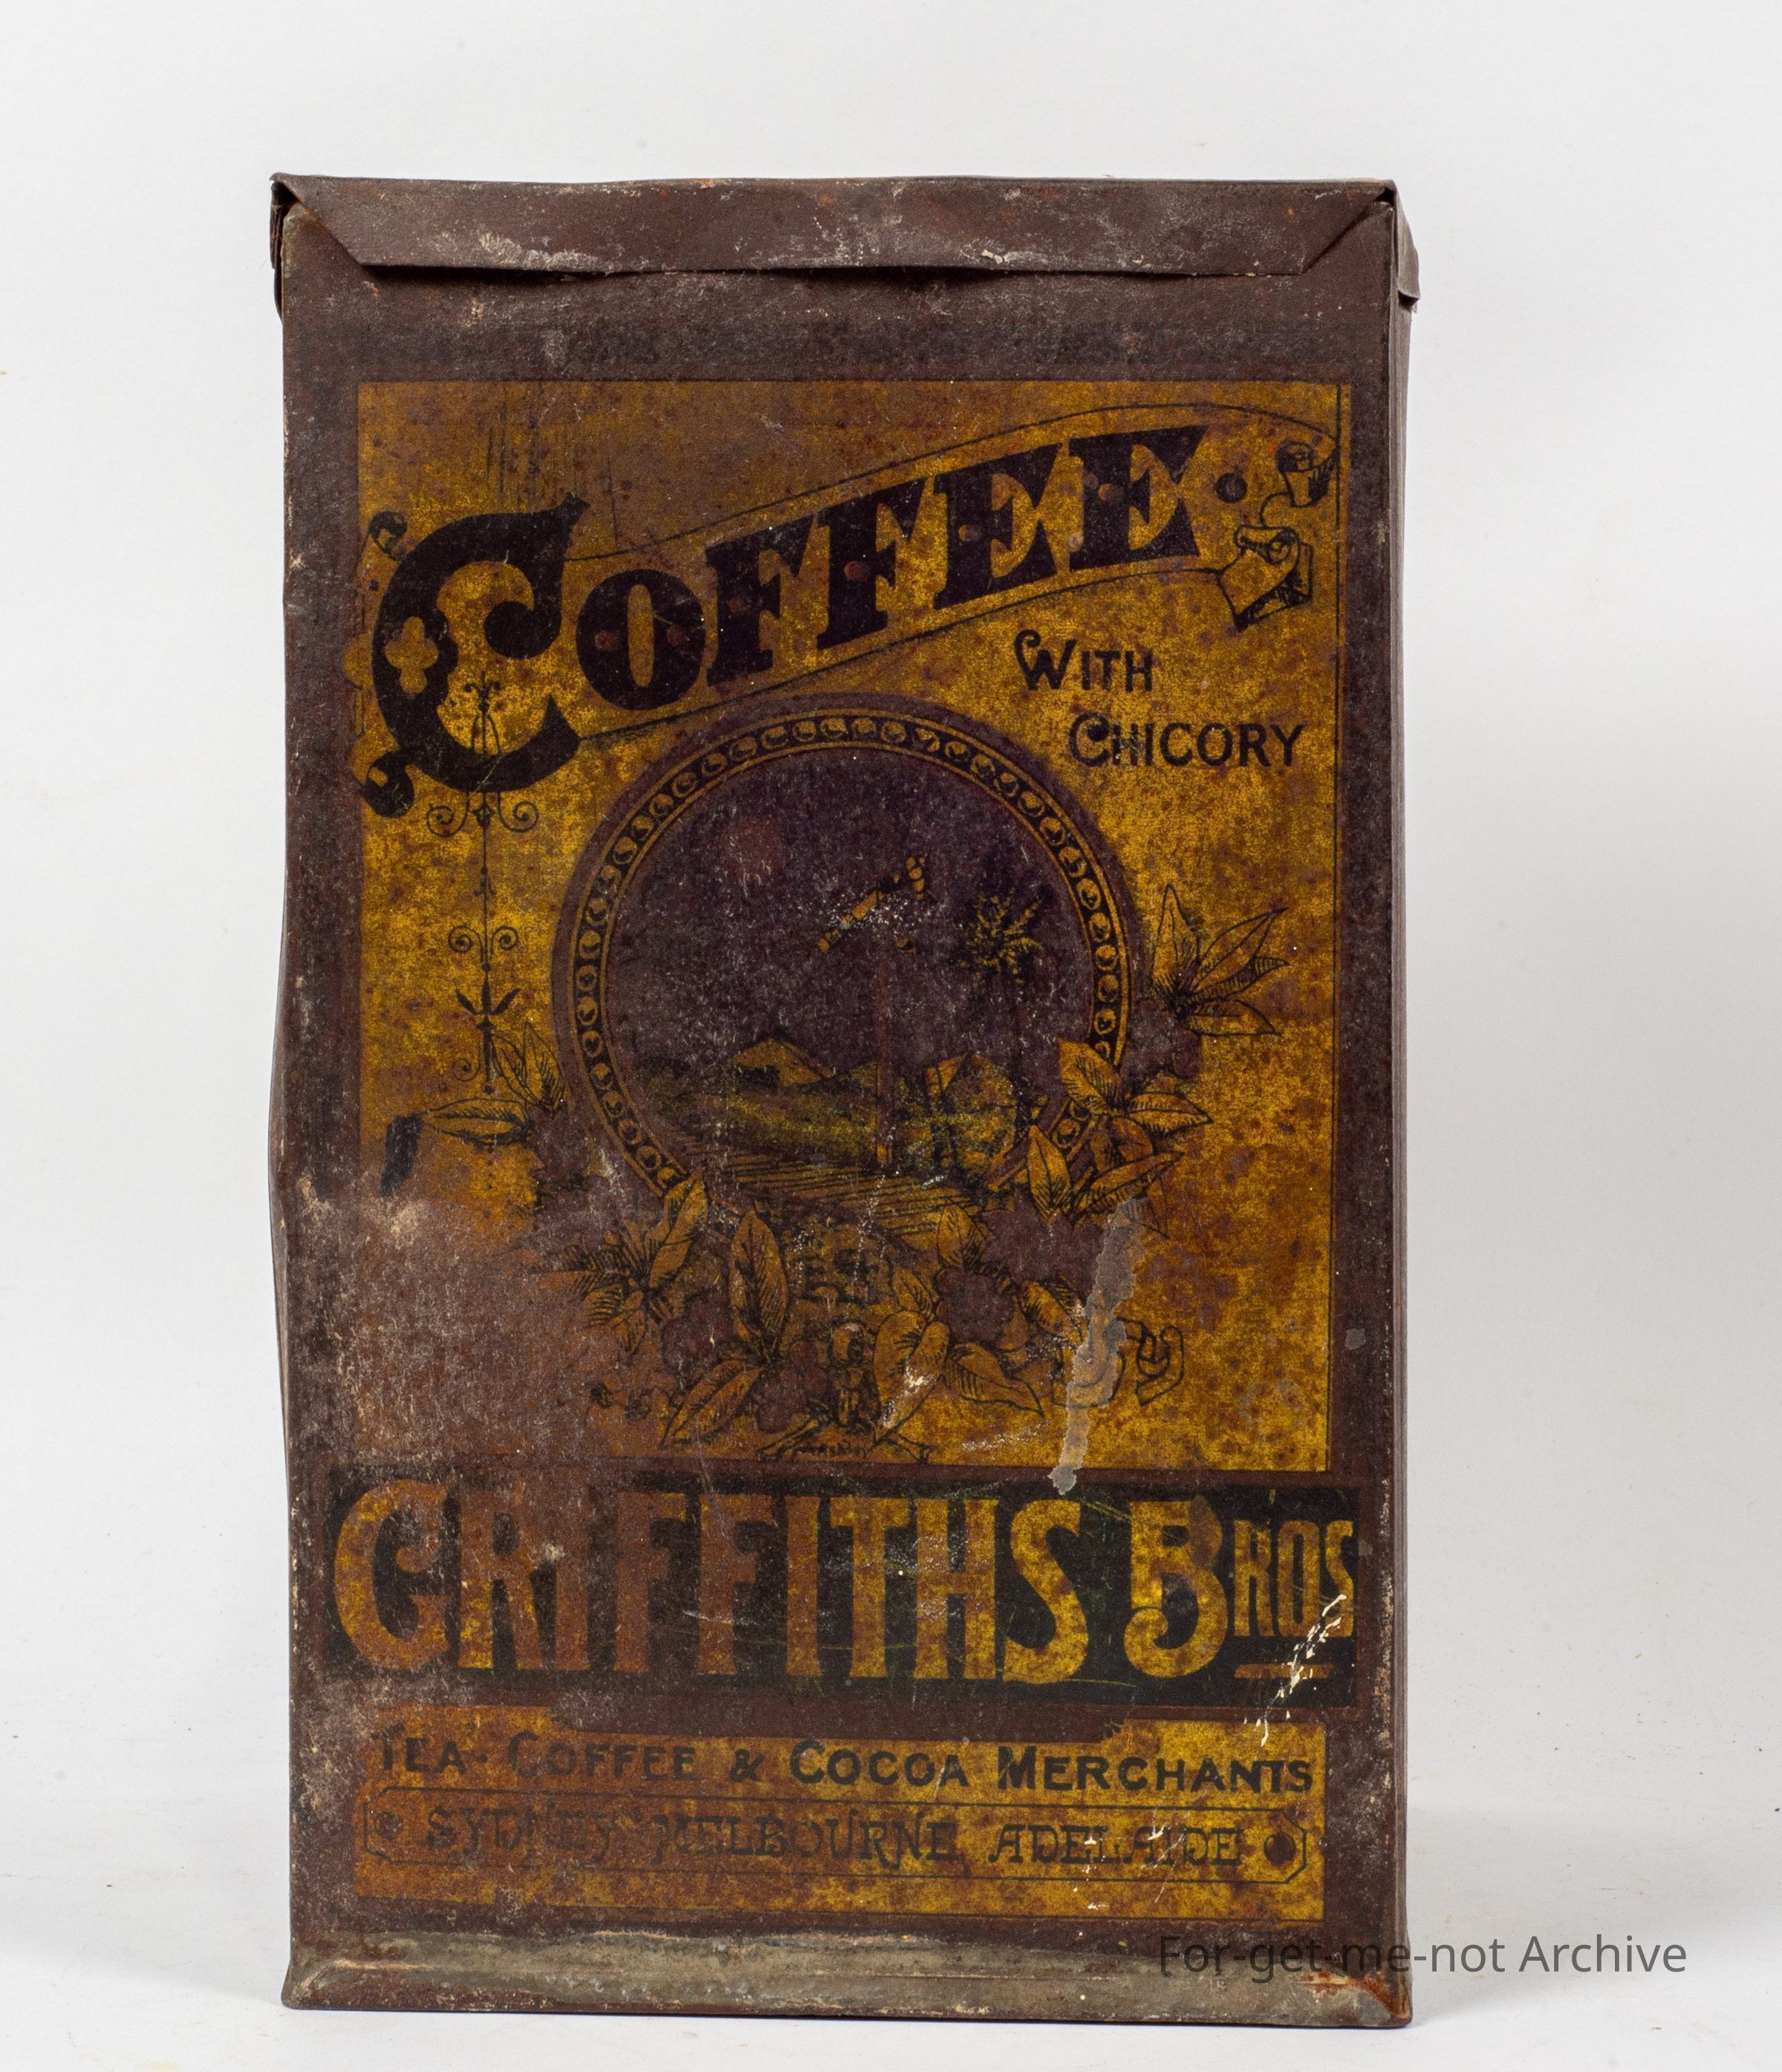 COFFEE
WITH
CHICORY
GRIFFITHS BROS
TEA - COFFEE & COCOA MERCHANTS
SYDNEY. MELBOURNE. ADELAIDE
For-get-me-not Archive